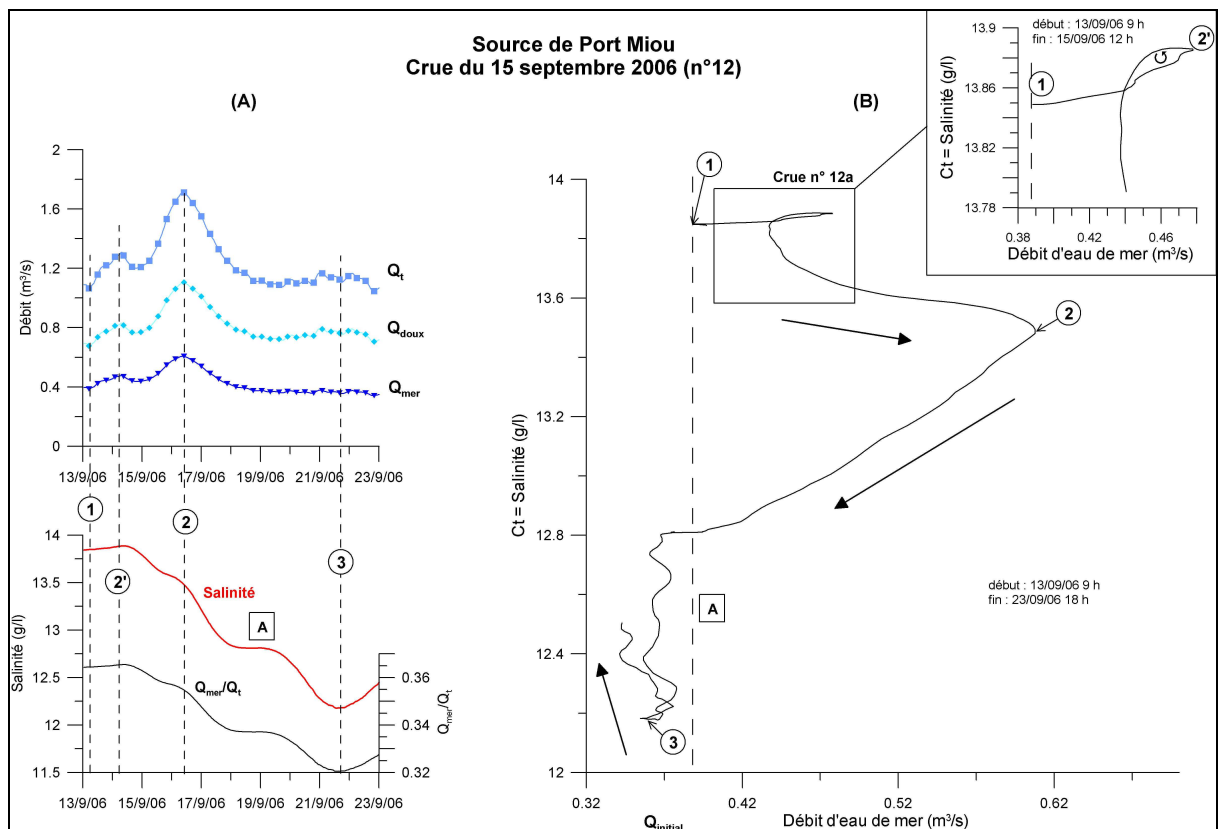 Source de Port Miou
Crue du 15 septembre 2006 (n°12)
(A)
Débit (m³/s)
2
1.6
1.2
0.8
0.4
0
Qt
Qdoux
Qmer
13/9/06 15/9/06 17/9/06 19/9/06 21/9/06 23/9/06
1
2'
2
3
Salinité (g/l)
14
13.5
13
12.5
12
11.5
Salinité
A
Qmer/Qt
0.36
0.34
0.32
Qmer/Qt
13/9/06 15/9/06 17/9/06 19/9/06 21/9/06 23/9/06
(B)
Ct = Salinité (g/l)
14
13.6
13.2
12.8
12.4
12
1
Crue n° 12a
2
A
3
début : 13/09/06 9 h
fin : 23/09/06 18 h
0.32 0.42 0.52 0.62
Qinitial
Débit d'eau de mer (m³/s)
début : 13/09/06 9 h
fin : 15/09/06 12 h
Ct = Salinité (g/l)
13.9
13.86
13.82
13.78
1
2'
0.38 0.42 0.46
Débit d'eau de mer (m³/s)